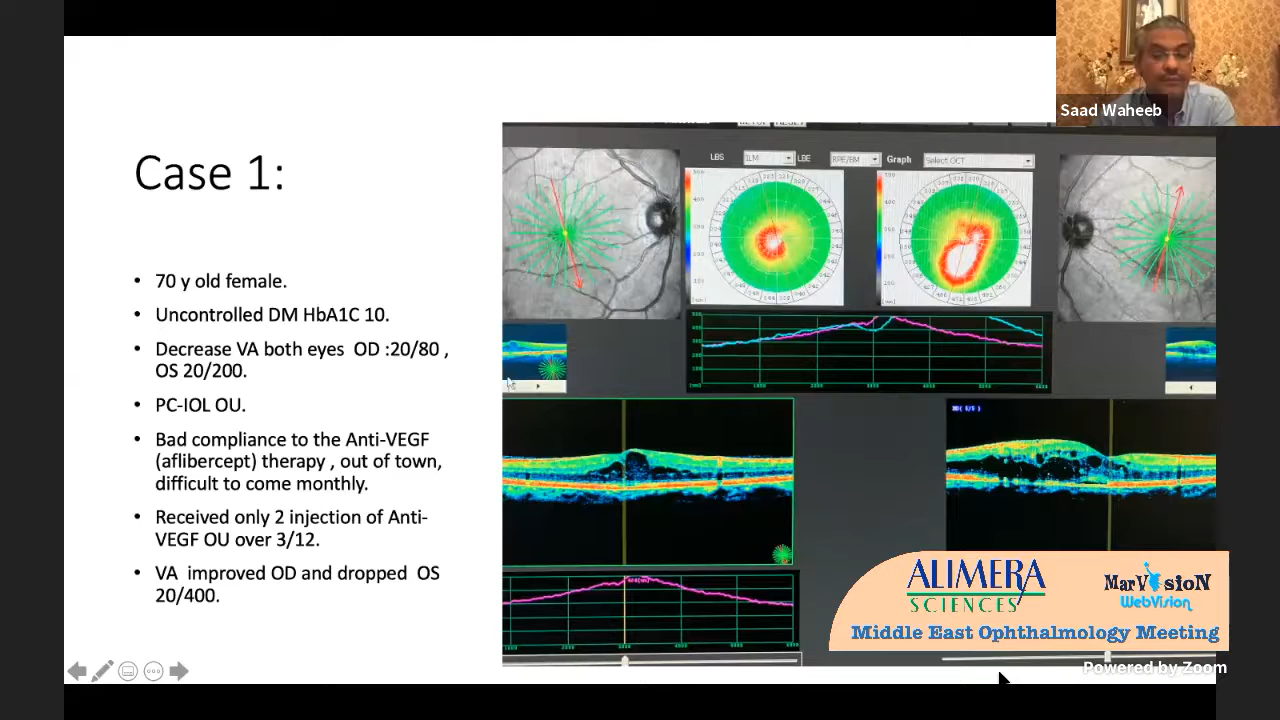 Saad Waheeb
Case 1:
• 70 y old female.
• Uncontrolled DM HbA1C 10.
• Decrease VA both eyes OD :20/80 ,
OS 20/200.
• PC-IOL OU.
• Bad compliance to the Anti-VEGF
(aflibercept) therapy , out of town,
difficult to come monthly.
• Received only 2 injection of Anti-
VEGF OU over 3/12.
• VA improved OD and dropped OS
20/400.
LBS ILM LBE RPE/BM Graph Select OCT
ALIMERA
SCIENCES
MarVisioN
WebVision
Middle East Ophthalmology Meeting
Powered by Zoom